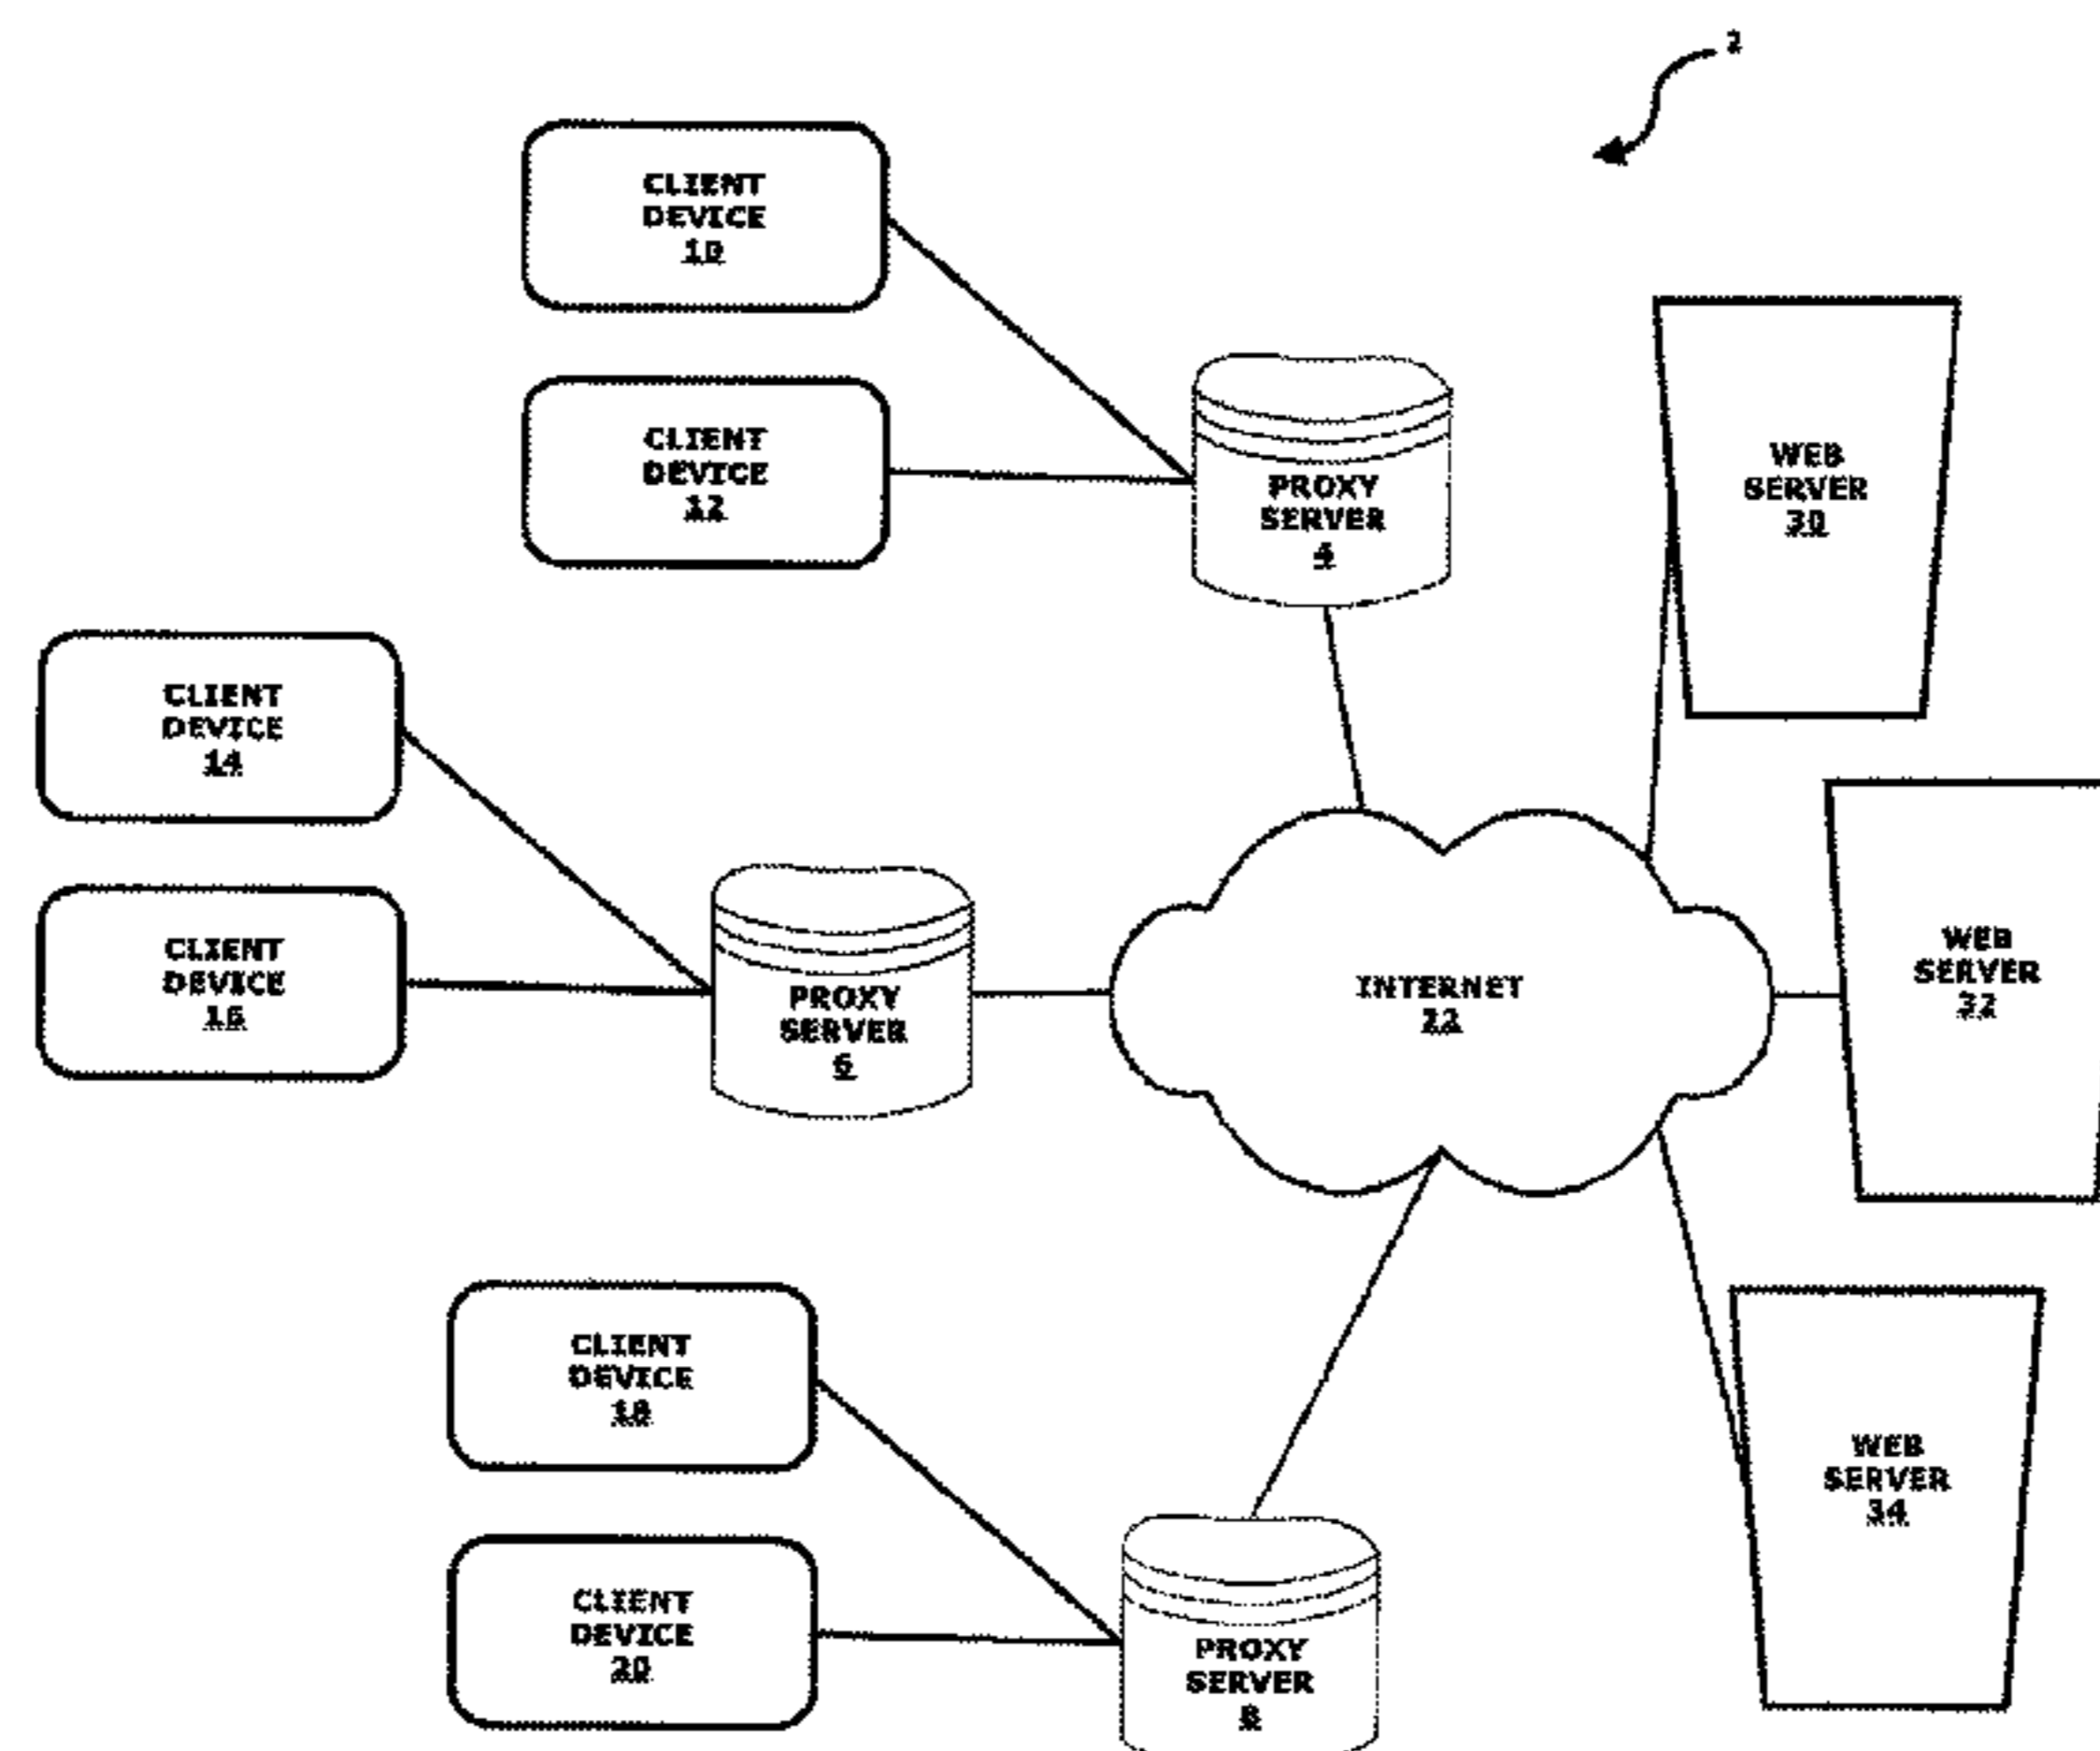 2
CLIENT
DEVICE
10
CLIENT
DEVICE
12
PROXY
SERVER
4
WEB
SERVER
30
CLIENT
DEVICE
14
CLIENT
DEVICE
16
PROXY
SERVER
6
INTERNET
22
WEB
SERVER
32
CLIENT
DEVICE
18
CLIENT
DEVICE
20
PROXY
SERVER
8
WEB
SERVER
34